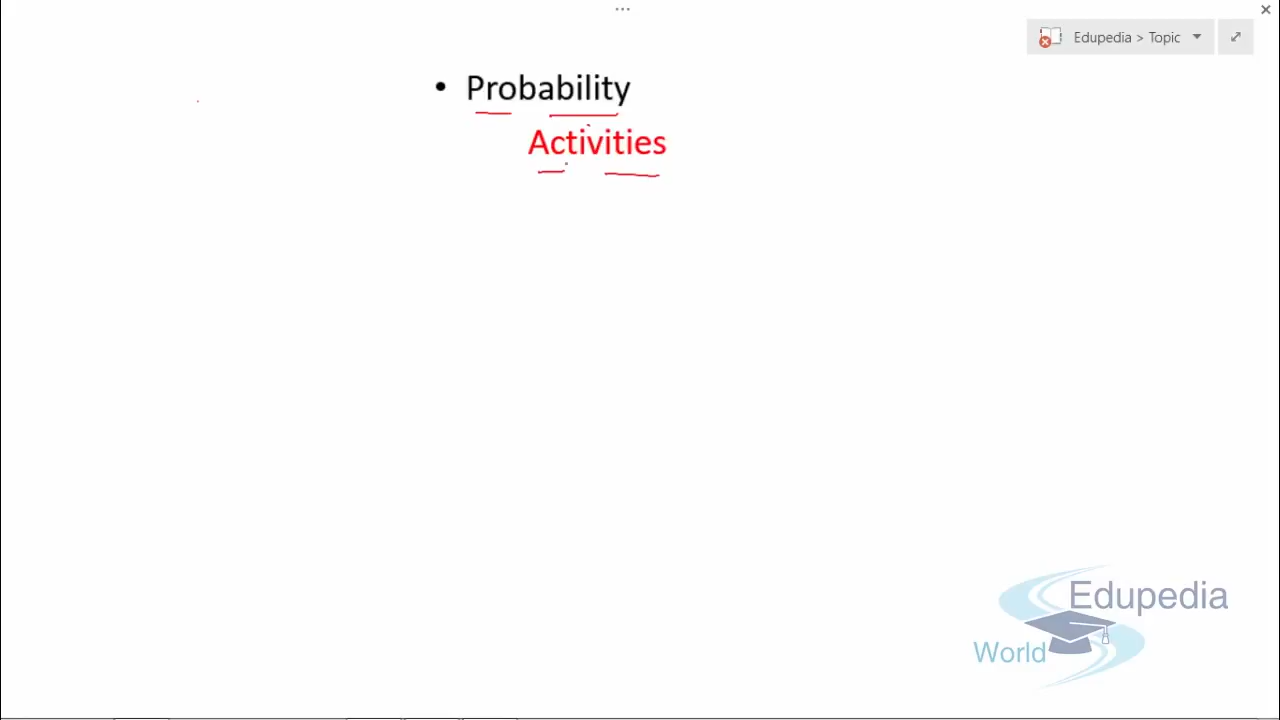 ...
Edupedia > Topic
• Probability
Activities
Edupedia
World